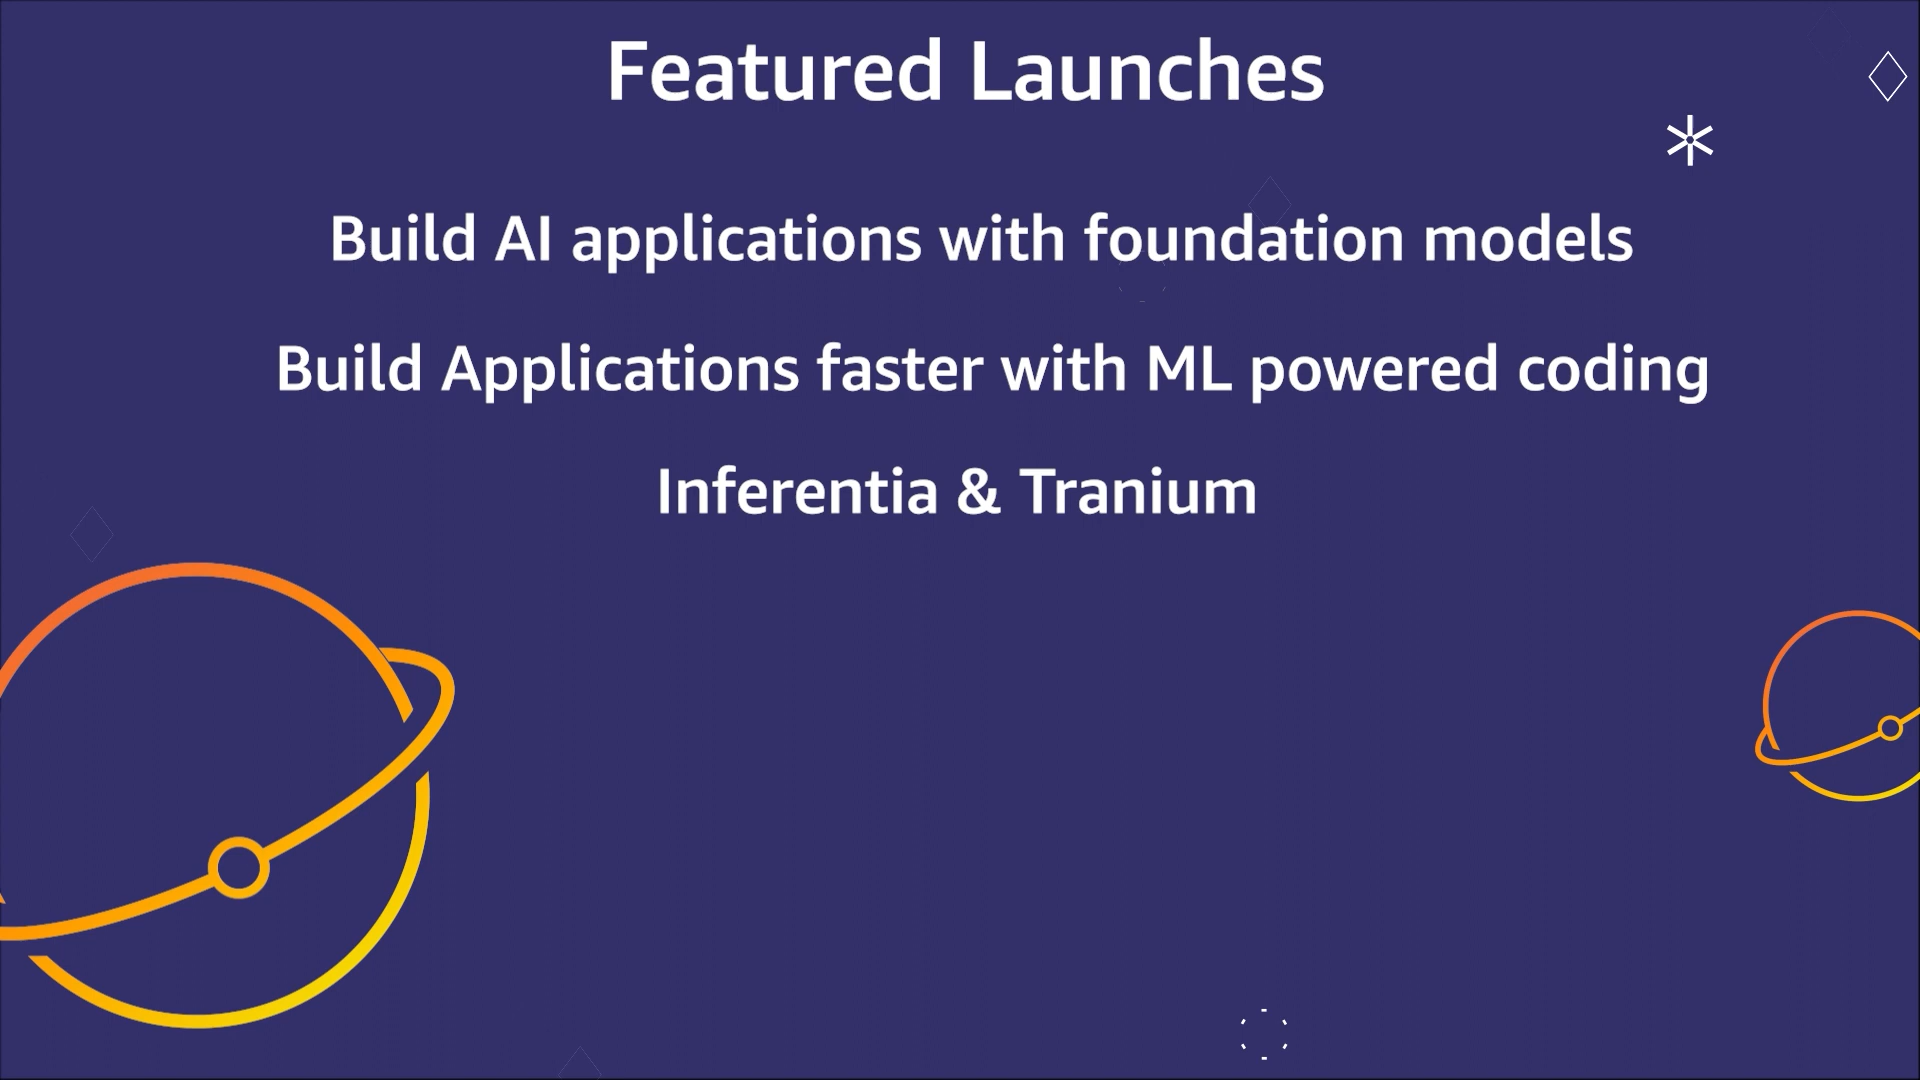 Featured Launches
Build AI applications with foundation models
Build Applications faster with ML powered coding
Inferentia & Tranium